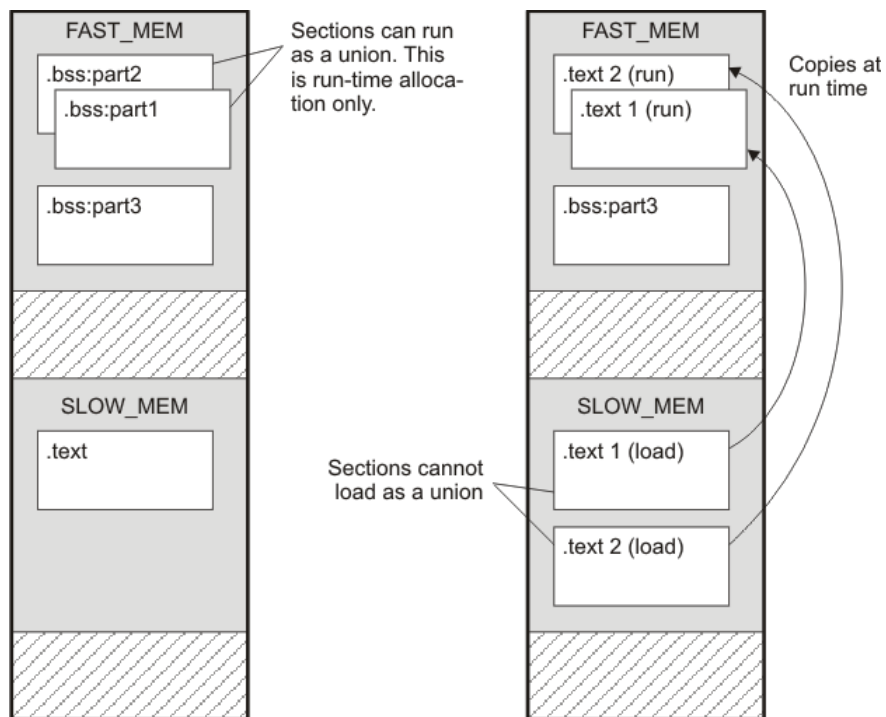 FAST_MEM
.bss:part2
.bss:part1
.bss:part3
SLOW_MEM
.text
Sections can run
as a union. This
is run-time alloca-
tion only.
FAST_MEM
.text 2 (run)
.text 1 (run)
.bss:part3
Copies at
run time
SLOW_MEM
.text 1 (load)
.text 2 (load)
Sections cannot
load as a union